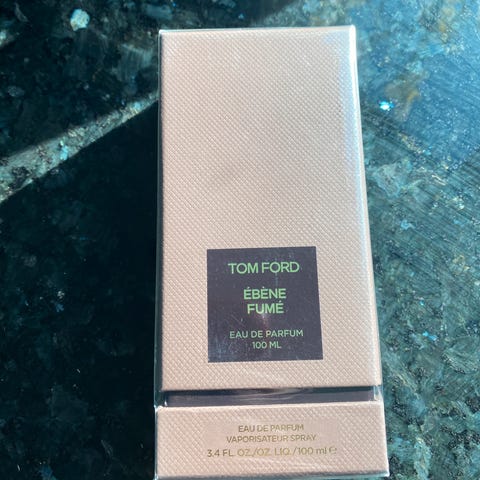 TOM FORD
ÉBÈNE
FUMÉ
EAU DE PARFUM
100 ML
EAU DE PARFUM
VAPORISATEUR SPRAY
3.4 FL. OZ./OZ. LIQ./100 ml ℮